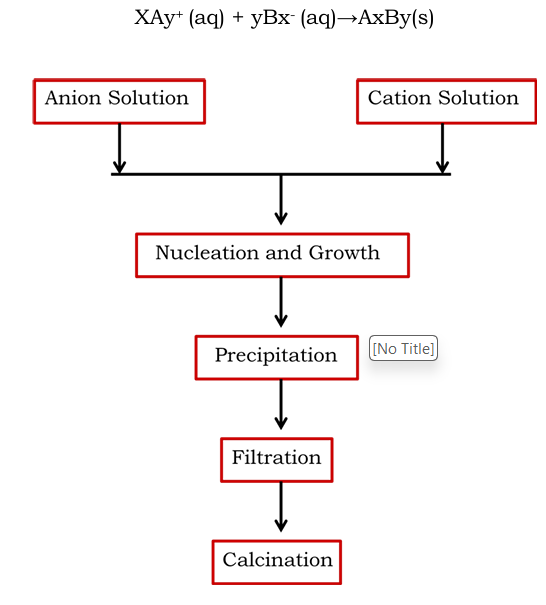 XAy⁺ (aq) + yBx⁻ (aq)→AxBy(s)
Anion Solution
Cation Solution
Nucleation and Growth
Precipitation
[No Title]
Filtration
Calcination